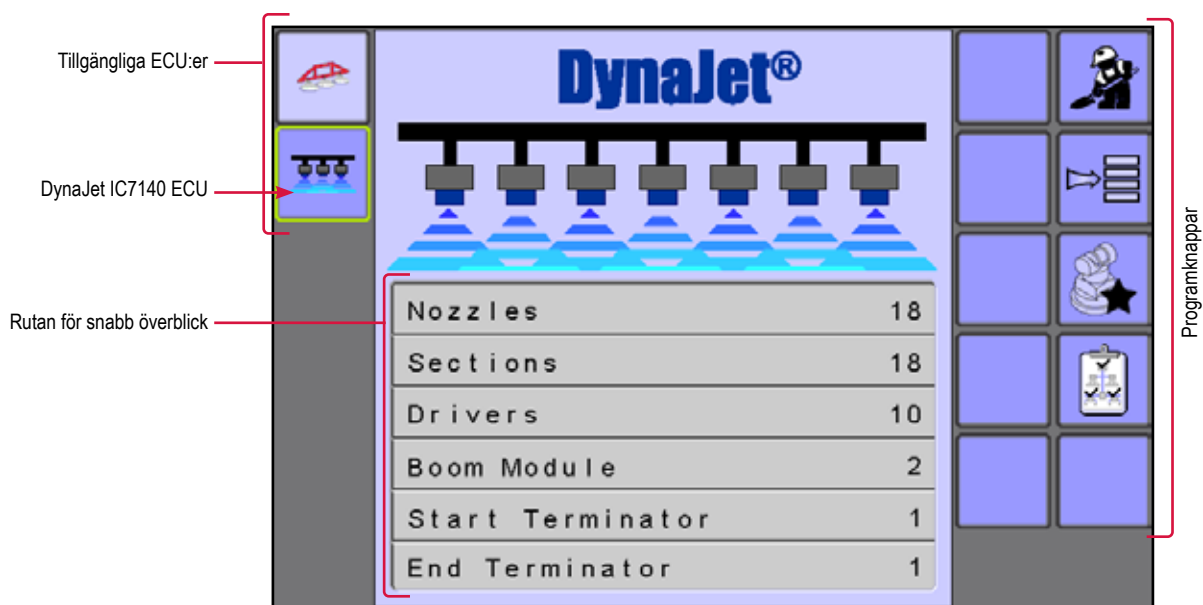 Tillgängliga ECU:er
DynaJet IC7140 ECU
Rutan för snabb överblick
DynaJet®
Nozzles 18
Sections 18
Drivers 10
Boom Module 2
Start Terminator 1
End Terminator 1
Programknappar